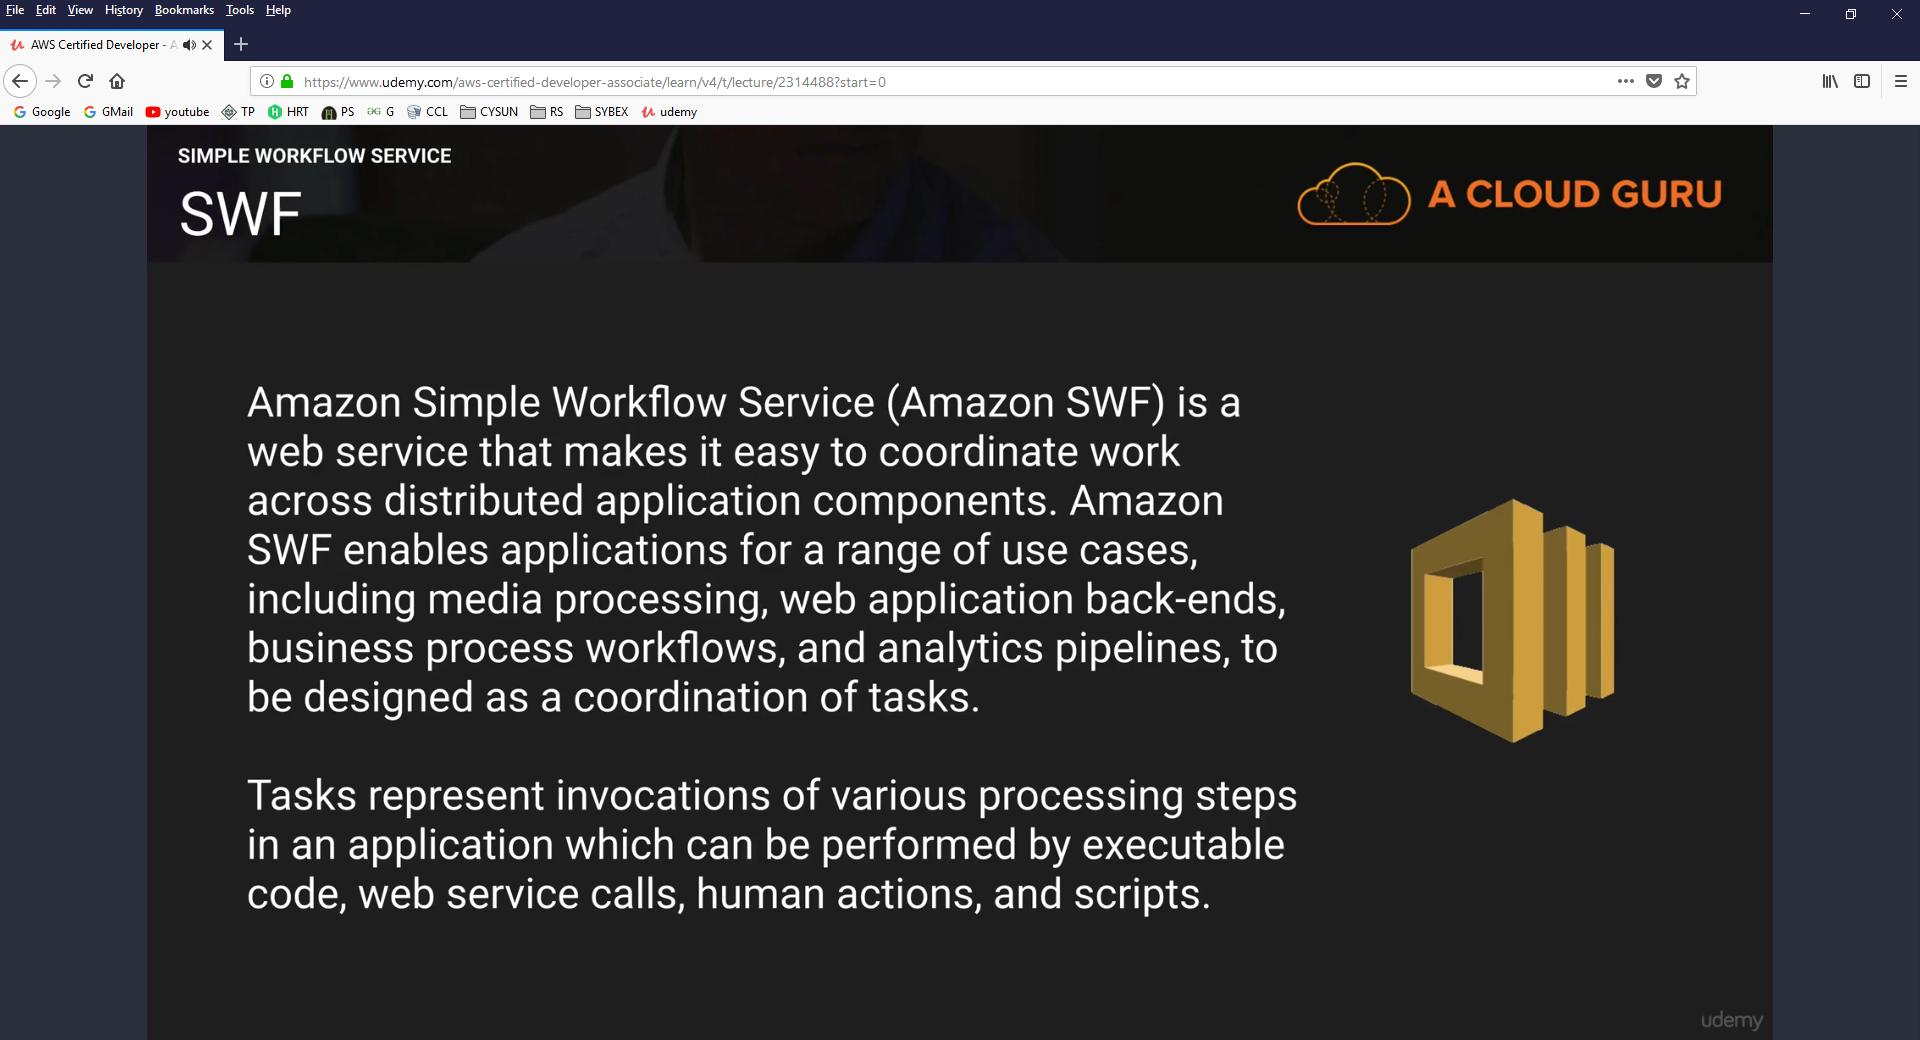 File Edit View History Bookmarks Tools Help
AWS Certified Developer - A
https://www.udemy.com/aws-certified-developer-associate/learn/v4/t/lecture/2314488?start=0
Google GMail youtube TP HRT PS G CCL CYSUN RS SYBEX udemy
SIMPLE WORKFLOW SERVICE
SWF
A CLOUD GURU
Amazon Simple Workflow Service (Amazon SWF) is a
web service that makes it easy to coordinate work
across distributed application components. Amazon
SWF enables applications for a range of use cases,
including media processing, web application back-ends,
business process workflows, and analytics pipelines, to
be designed as a coordination of tasks.
Tasks represent invocations of various processing steps
in an application which can be performed by executable
code, web service calls, human actions, and scripts.
udemy